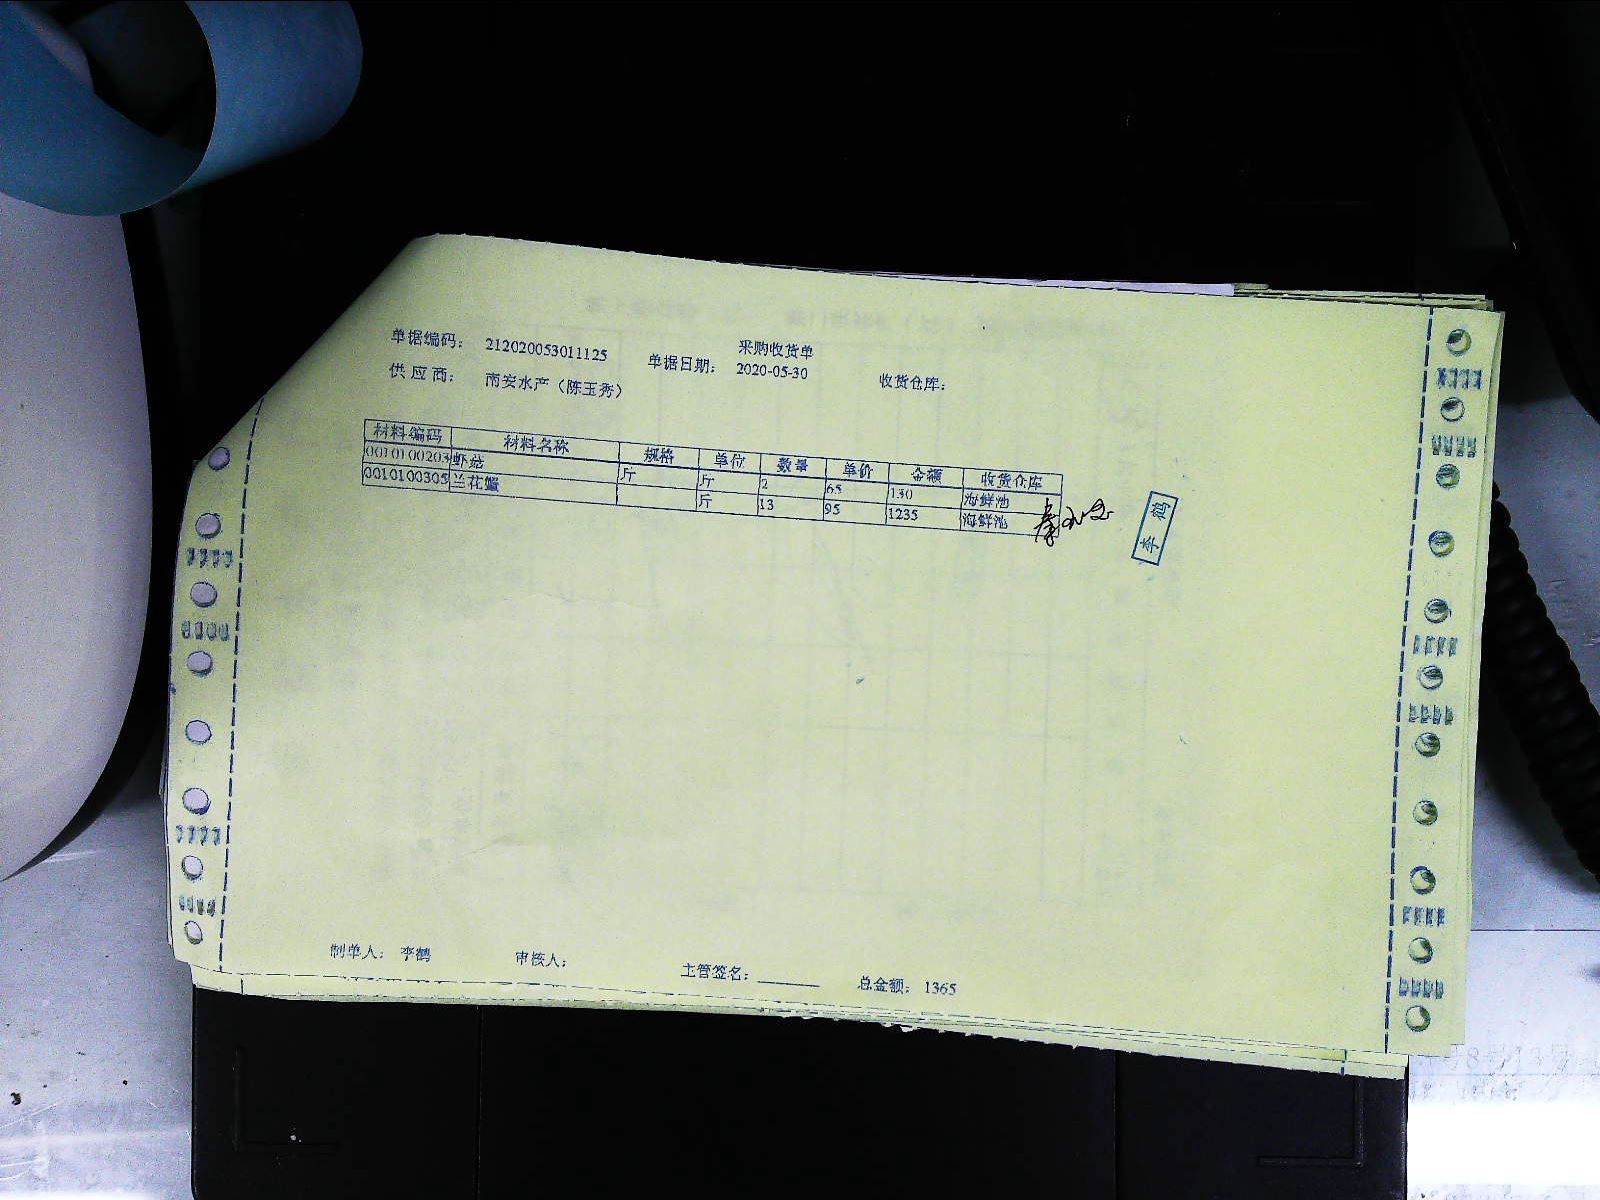 采购收货单
单据编码: 212020053011125 单据日期: 2020-05-30 收货仓库:
供应商: 南安水产(陈玉秀)
材料编码 材料名称 规格 单位 数量 单价 金额 收货仓库
0010100203 虾菇 斤 斤 2 65 130 海鲜池
0010100305 兰花蟹 斤 13 95 1235 海鲜池
李鹤
制单人: 李鹤 审核人: 主管签名: 总金额: 1365